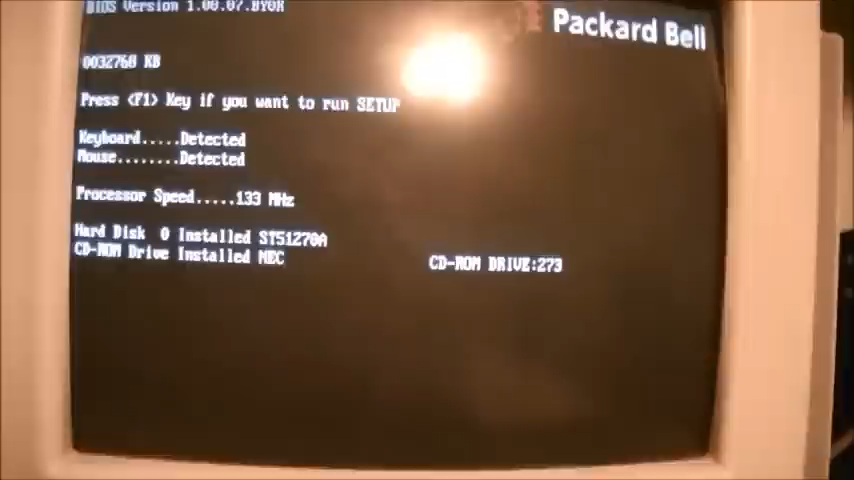 BIOS Version 1.00.07.BY0R
Packard Bell
0032768 KB
Press <F1> Key if you want to run SETUP
Keyboard.....Detected
Mouse........Detected
Processor Speed.....133 MHz
Hard Disk 0 Installed ST51270A
CD-ROM Drive Installed NEC CD-ROM DRIVE:273